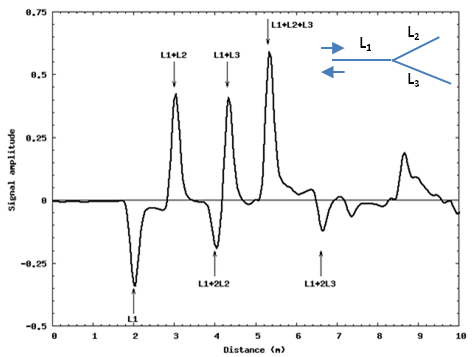 0.75
0.5
0.25
0
-0.25
-0.5
Signal amplitude
L1+L2
L1+L3
L1+L2+L3
L1
L2
L3
L1
L1+2L2
L1+2L3
0 1 2 3 4 5 6 7 8 9 10
Distance (m)